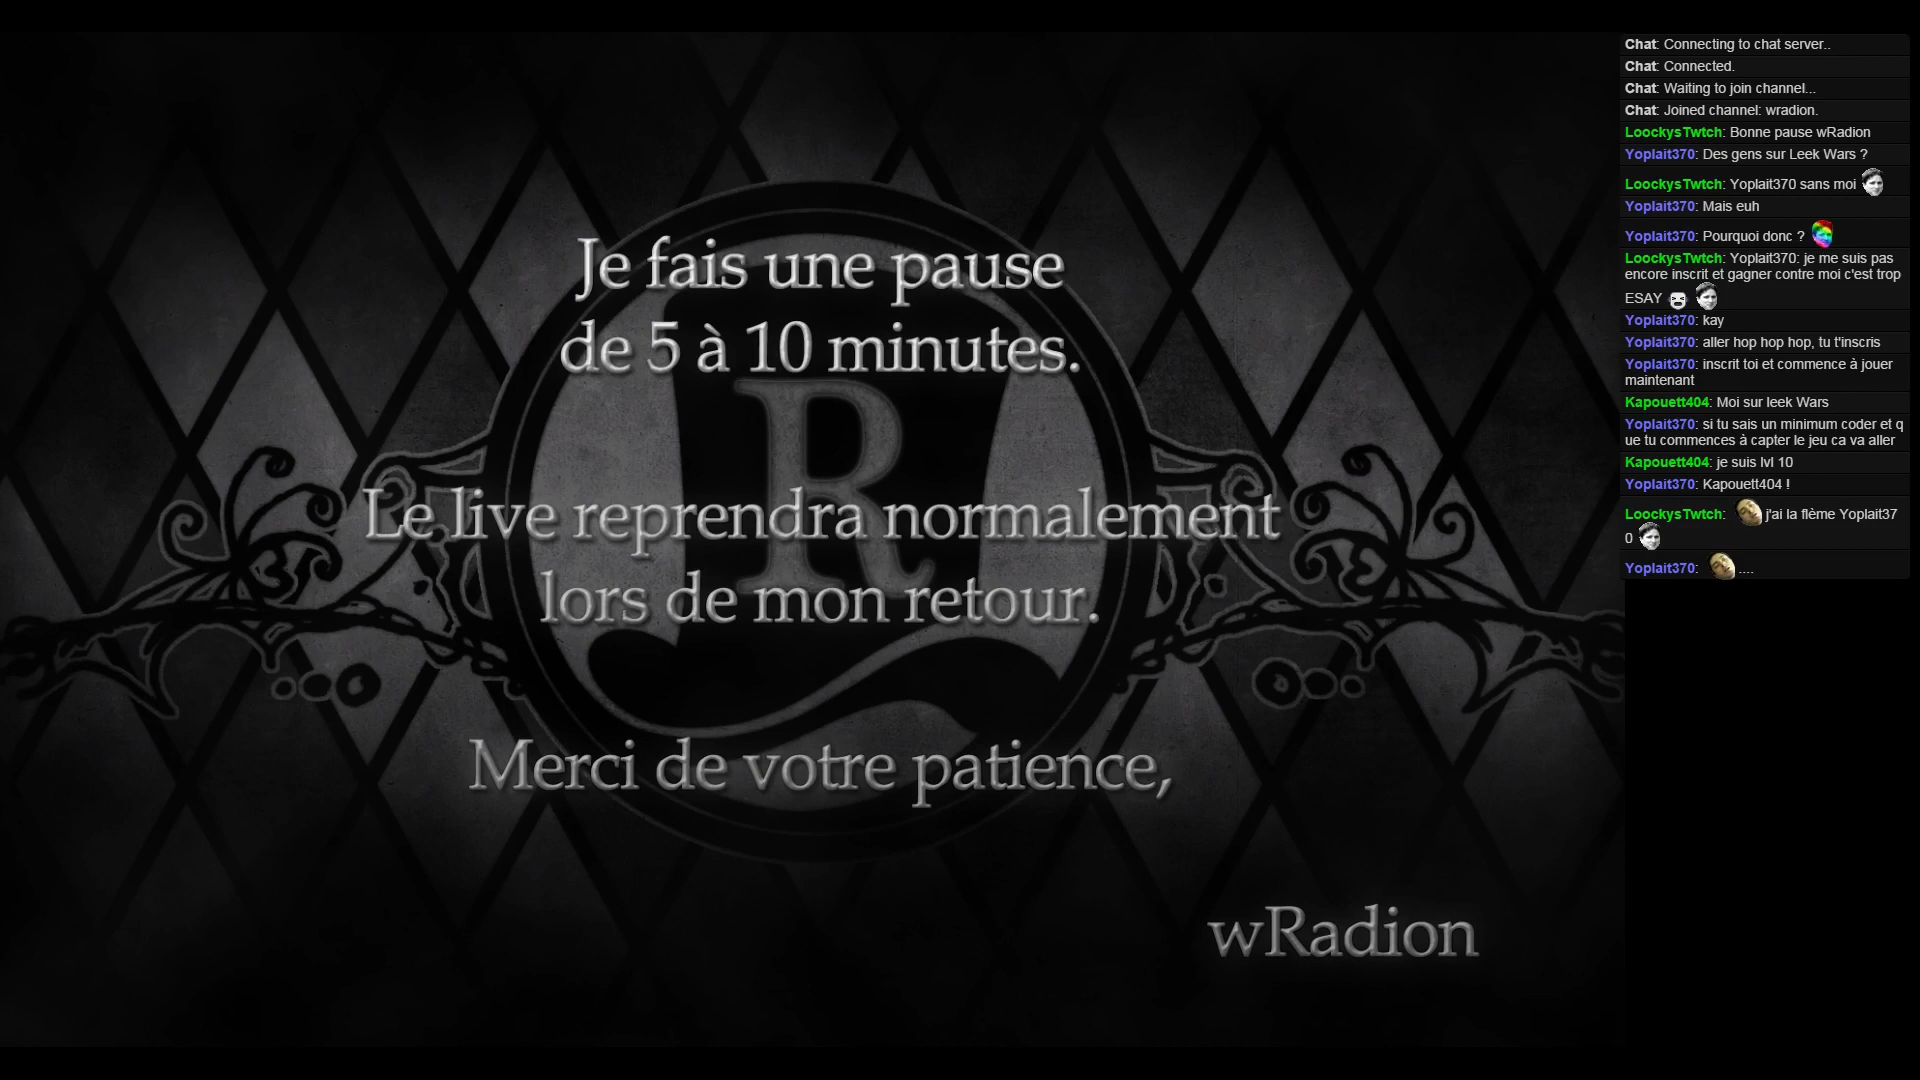 Je fais une pause
de 5 à 10 minutes.
R
Le live reprendra normalement
lors de mon retour.
Merci de votre patience,
wRadion
Chat: Connecting to chat server..
Chat: Connected.
Chat: Waiting to join channel...
Chat: Joined channel: wradion.
LoockysTwtch: Bonne pause wRadion
Yoplait370: Des gens sur Leek Wars ?
LoockysTwtch: Yoplait370 sans moi
Yoplait370: Mais euh
Yoplait370: Pourquoi donc ?
LoockysTwtch: Yoplait370: je me suis pas
encore inscrit et gagner contre moi c'est trop
ESAY
Yoplait370: kay
Yoplait370: aller hop hop hop, tu t'inscris
Yoplait370: inscrit toi et commence à jouer
maintenant
Kapouett404: Moi sur leek Wars
Yoplait370: si tu sais un minimum coder et q
ue tu commences à capter le jeu ca va aller
Kapouett404: je suis lvl 10
Yoplait370: Kapouett404 !
LoockysTwtch: j'ai la flème Yoplait37
0
Yoplait370: ....